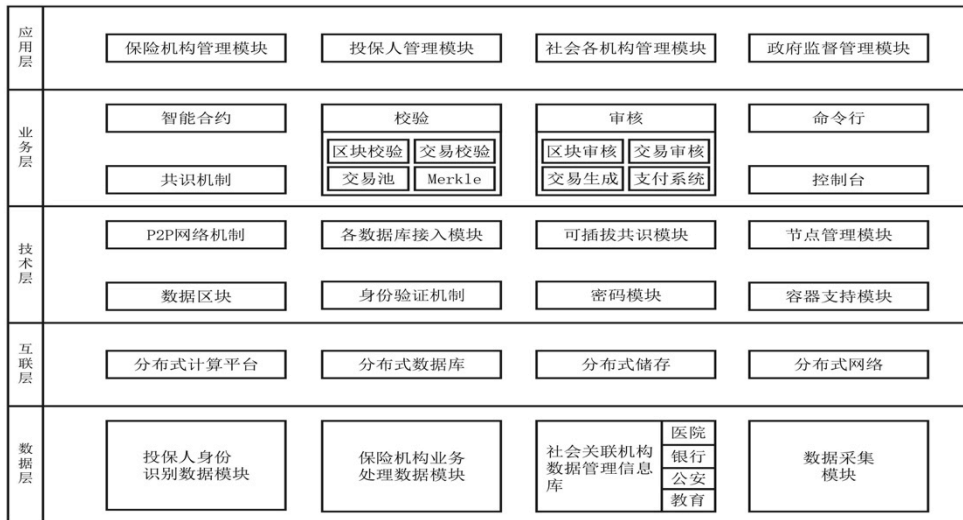 应用层
保险机构管理模块
投保人管理模块
社会各机构管理模块
政府监督管理模块
业务层
智能合约
校验
审核
命令行
区块校验
交易校验
区块审核
交易审核
共识机制
交易池
Merkle
交易生成
支付系统
控制台
技术层
P2P网络机制
各数据库接入模块
可插拔共识模块
节点管理模块
数据区块
身份验证机制
密码模块
容器支持模块
互联层
分布式计算平台
分布式数据库
分布式储存
分布式网络
数据层
投保人身份
识别数据模块
保险机构业务
处理数据模块
社会关联机构
数据管理信息
库
医院
银行
公安
教育
数据采集
模块